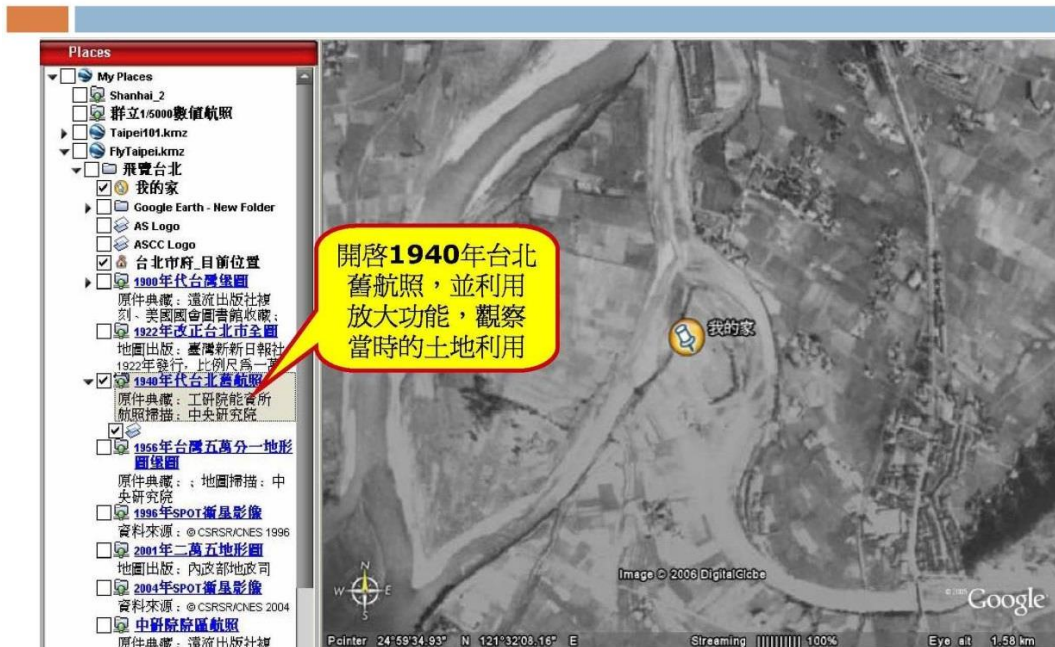 Places
My Places
Shanhai_2
群立1/5000數值航照
Taipei101.kmz
FlyTaipei.kmz
飛覽台北
我的家
Google Earth - New Folder
AS Logo
ASCC Logo
台北市府_目前位置
1900年代台灣堡圖
原件典藏：遠流出版社複
刻、美國國會圖書館收藏；
1922年改正台北市全圖
地圖出版：臺灣新新日報社
1922年發行，比例尺為一萬
1940年代台北舊航照
原件典藏：工研院能資所
航照掃描：中央研究院
1956年台灣五萬分一地形
圖堡圖
原件典藏：；地圖掃描：中
央研究院
1996年SPOT衛星影像
資料來源：© CSRSR/CNES 1996
2001年二萬五地形圖
地圖出版：內政部地政司
2004年SPOT衛星影像
資料來源：© CSRSR/CNES 2004
中研院院區航照
原件典藏：遠流出版社複
開啓1940年台北
舊航照，並利用
放大功能，觀察
當時的土地利用
我的家
N
W
E
S
Image © 2006 DigitalGlobe
© 2005 Google
Pointer 24°59'34.93" N 121°32'08.16" E
Streaming |||||||||| 100%
Eye alt 1.58 km